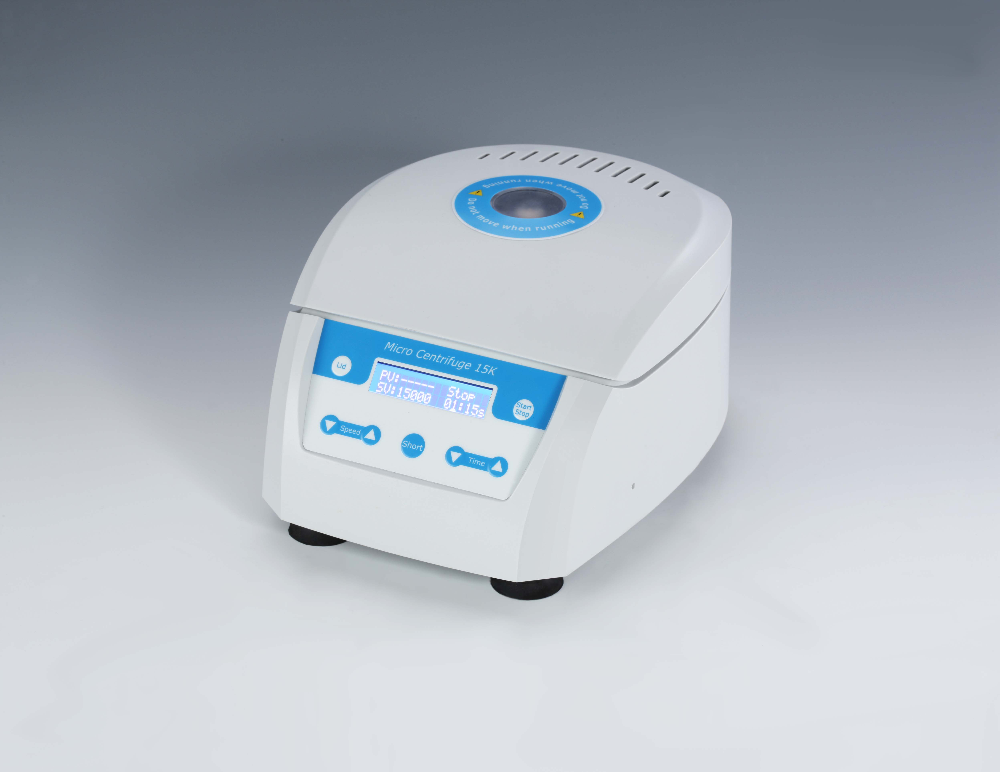 Do not move when running
Do not move when running
Micro Centrifuge 15K
Lid
PV:----- Stop
SV:15000 01:15s
Start
Stop
Speed
Short
Time